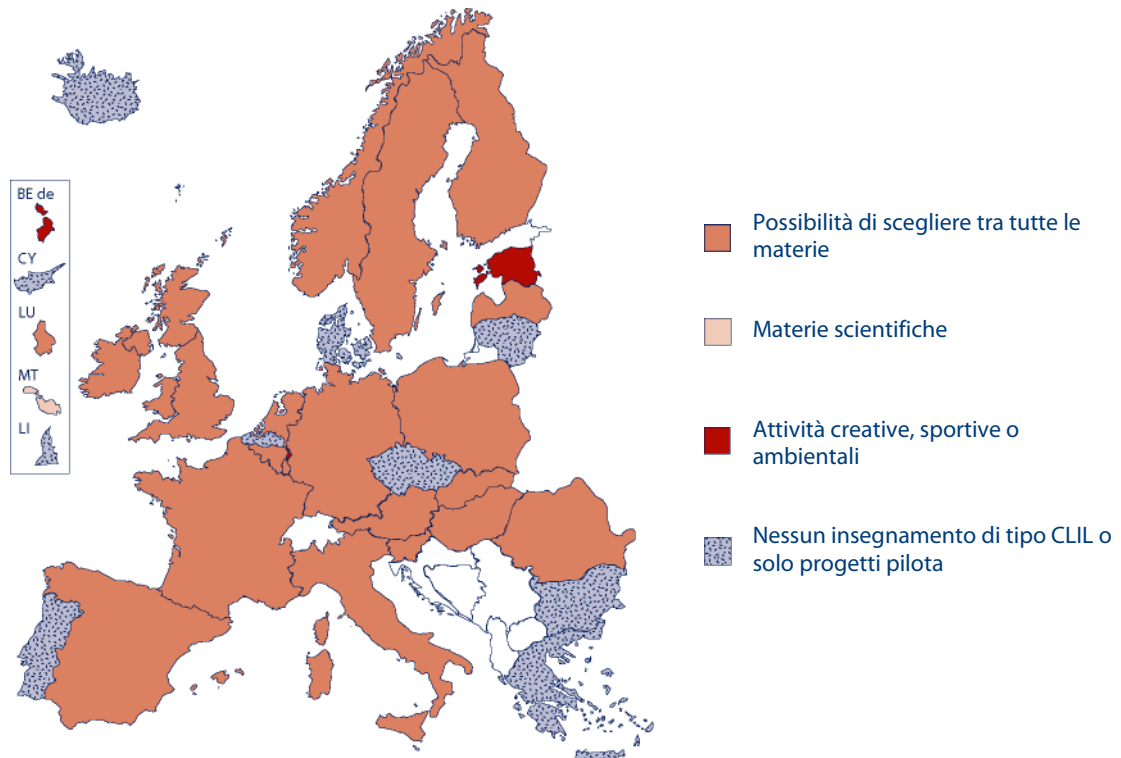 BE de
CY
LU
MT
LI
Possibilità di scegliere tra tutte le
materie
Materie scientifiche
Attività creative, sportive o
ambientali
Nessun insegnamento di tipo CLIL o
solo progetti pilota